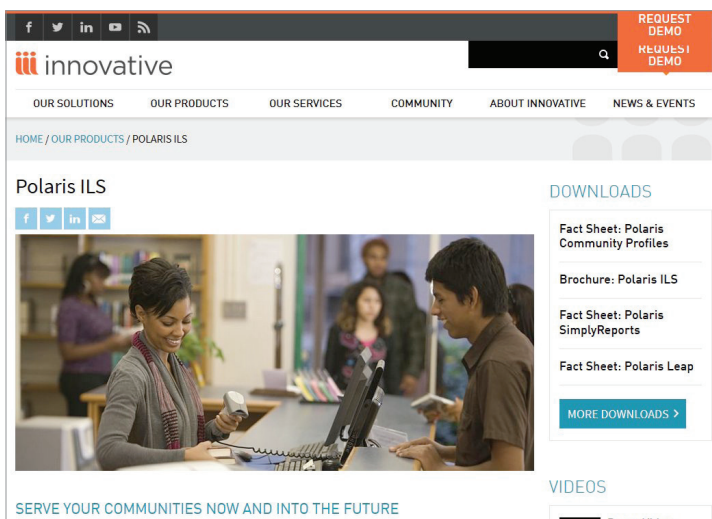 REQUEST
DEMO
REQUEST
DEMO
iii innovative
OUR SOLUTIONS OUR PRODUCTS OUR SERVICES COMMUNITY ABOUT INNOVATIVE NEWS & EVENTS
HOME / OUR PRODUCTS / POLARIS ILS
Polaris ILS
DOWNLOADS
Fact Sheet: Polaris
Community Profiles
Brochure: Polaris ILS
Fact Sheet: Polaris
SimplyReports
Fact Sheet: Polaris Leap
MORE DOWNLOADS >
VIDEOS
SERVE YOUR COMMUNITIES NOW AND INTO THE FUTURE